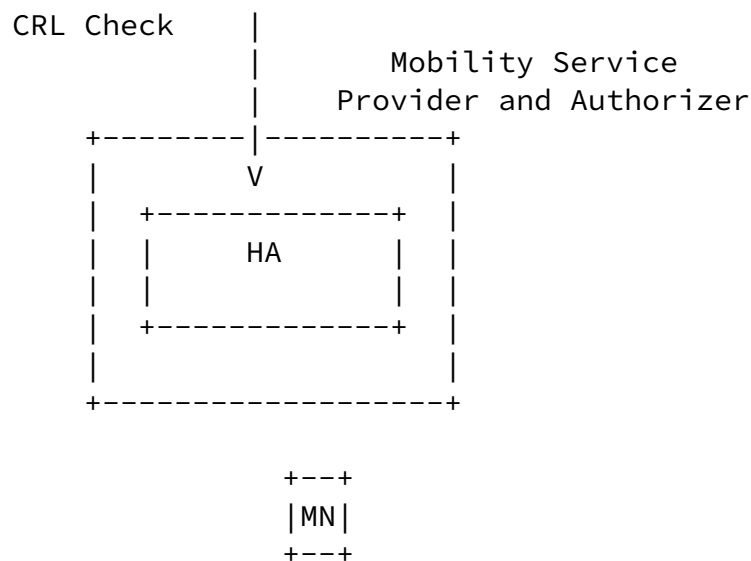 CRL Check
Mobility Service
Provider and Authorizer
V
HA
MN